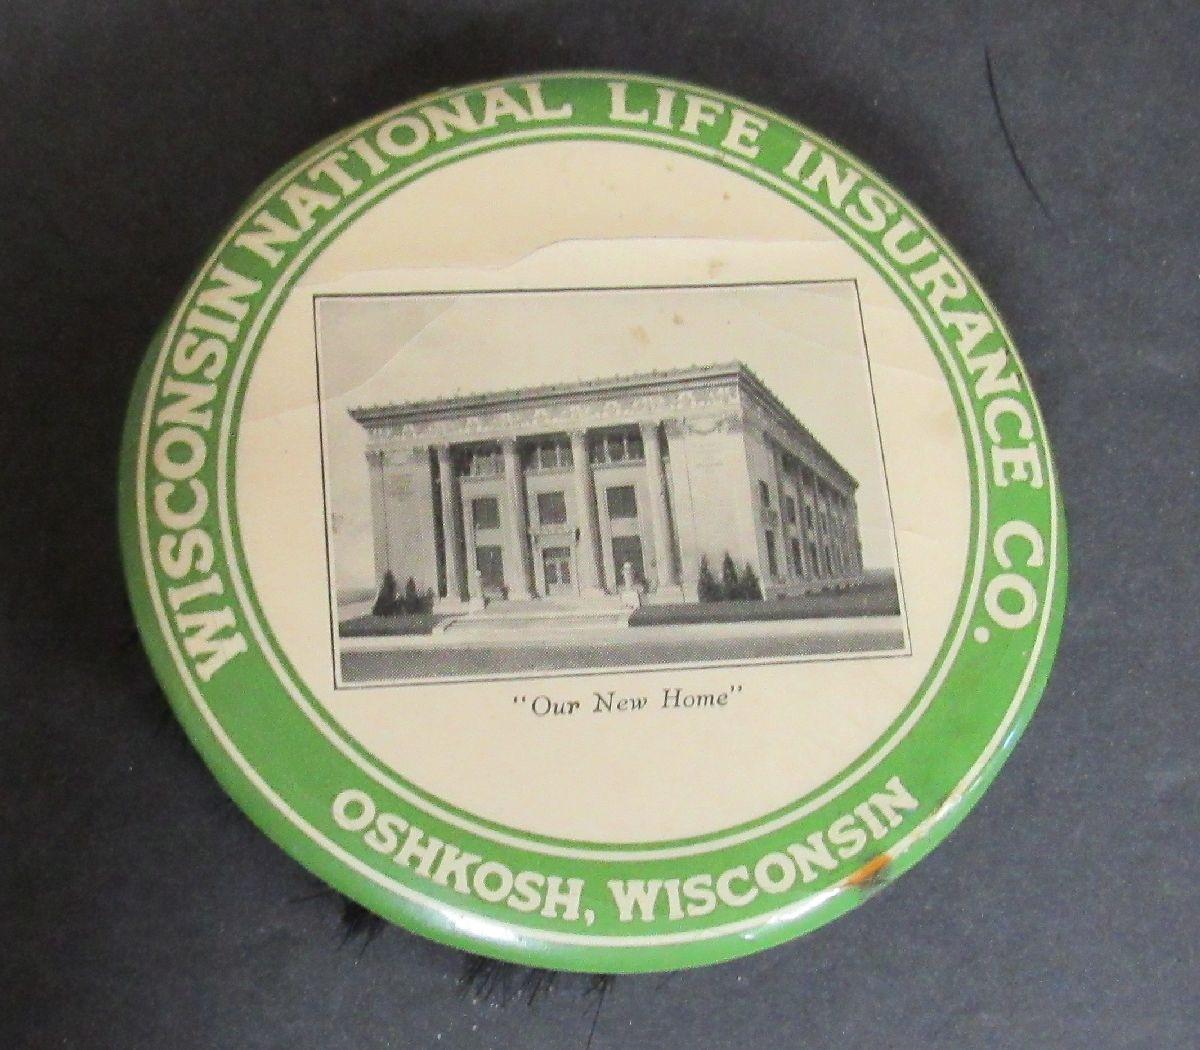 WISCONSIN NATIONAL LIFE INSURANCE CO.
"Our New Home"
OSHKOSH, WISCONSIN